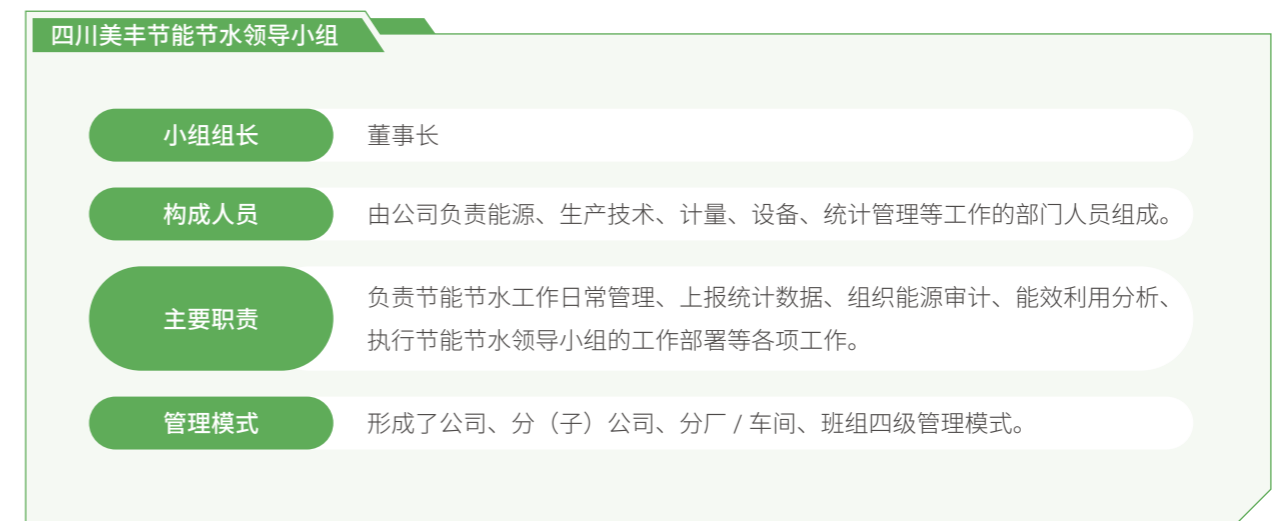 四川美丰节能节水领导小组
小组组长
董事长
构成人员
由公司负责能源、生产技术、计量、设备、统计管理等工作的部门人员组成。
主要职责
负责节能节水工作日常管理、上报统计数据、组织能源审计、能效利用分析、
执行节能节水领导小组的工作部署等各项工作。
管理模式
形成了公司、分（子）公司、分厂 / 车间、班组四级管理模式。